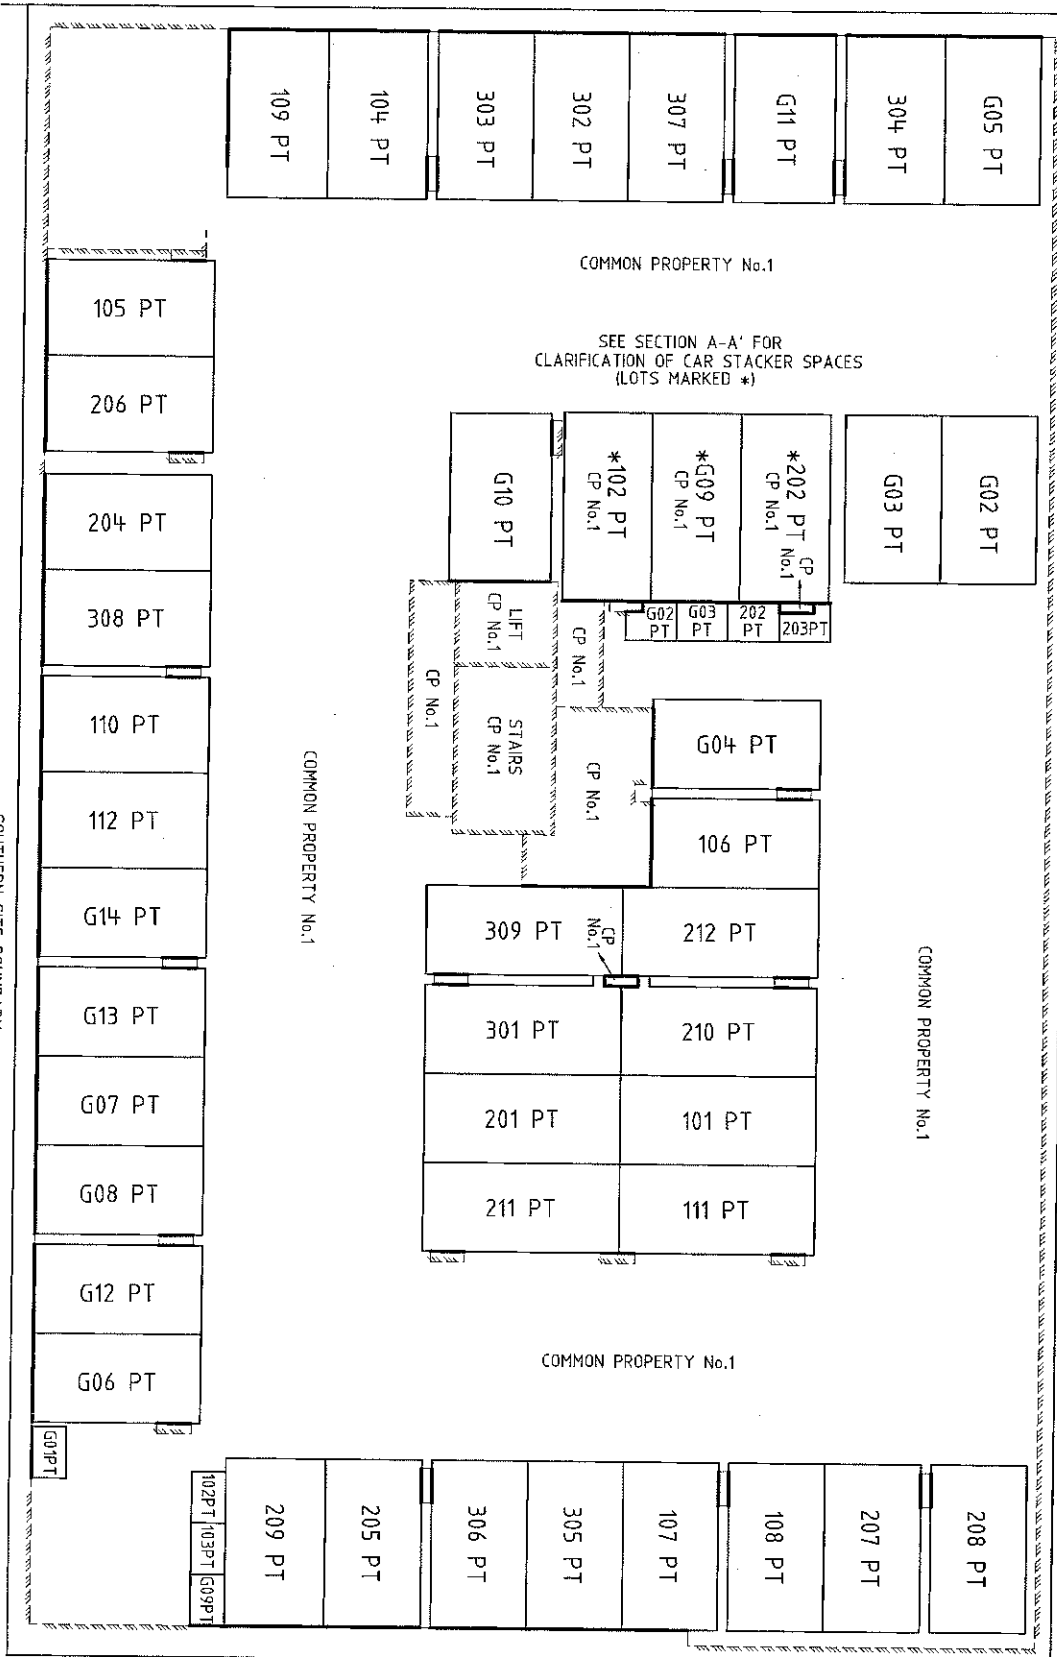 109 PT
104 PT
303 PT
302 PT
307 PT
G11 PT
304 PT
G05 PT
COMMON PROPERTY No.1
SEE SECTION A-A' FOR
CLARIFICATION OF CAR STACKER SPACES
(LOTS MARKED *)
105 PT
206 PT
204 PT
308 PT
110 PT
112 PT
G14 PT
G13 PT
G07 PT
G08 PT
G12 PT
G06 PT
G01PT
G10 PT
*102 PT
CP No.1
*G09 PT
CP No.1
*202 PT
CP No.1
CP
No.1
G03 PT
G02 PT
G02
PT
G03
PT
202
PT
203PT
LIFT
CP No.1
CP No.1
CP No.1
STAIRS
CP No.1
CP No.1
G04 PT
106 PT
309 PT
CP
No.1
212 PT
301 PT
210 PT
201 PT
101 PT
211 PT
111 PT
COMMON PROPERTY No.1
COMMON PROPERTY No.1
COMMON PROPERTY No.1
102PT
103PT
G09PT
209 PT
205 PT
306 PT
305 PT
107 PT
108 PT
207 PT
208 PT